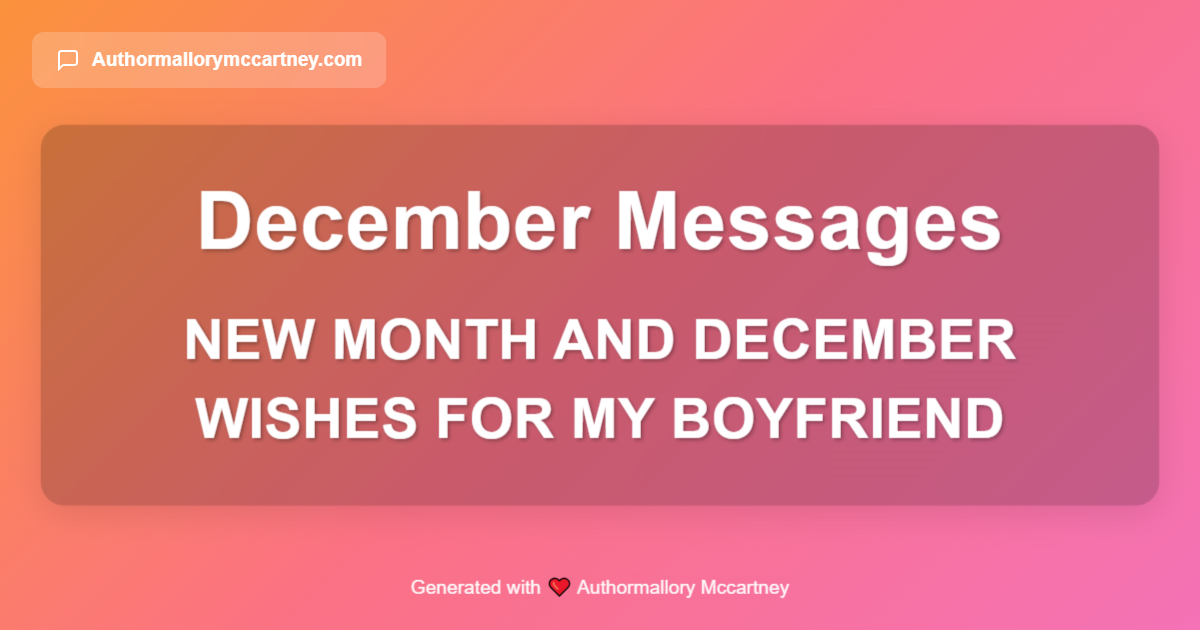 Authormallorymccartney.com
December Messages
NEW MONTH AND DECEMBER
WISHES FOR MY BOYFRIEND
Generated with ❤️ Authormallory Mccartney